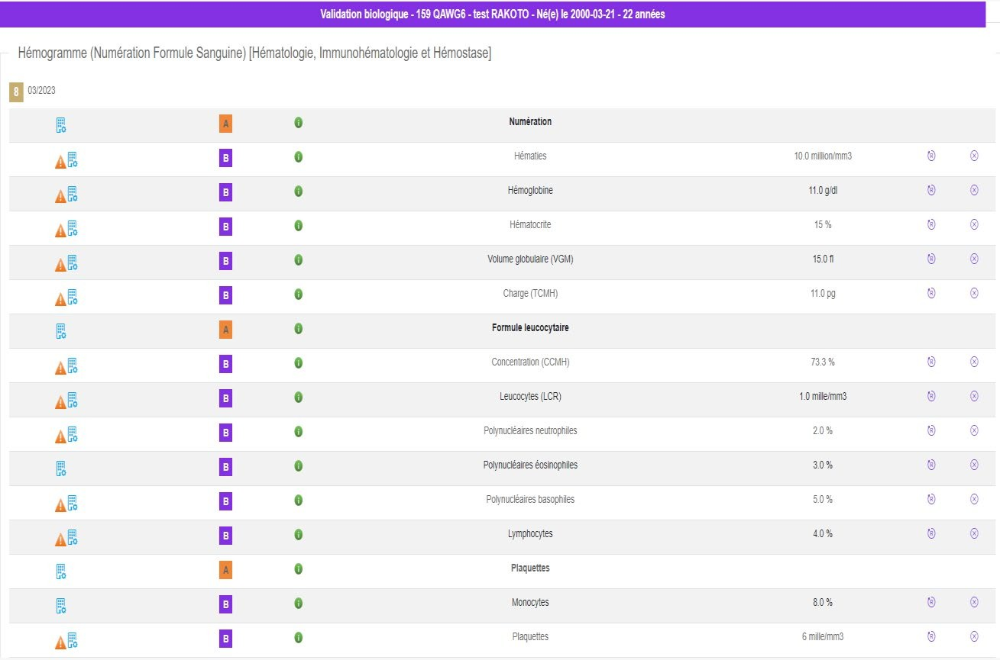 Validation biologique - 159 QAWG6 - test RAKOTO - Né(e) le 2000-03-21 - 22 années
Hémogramme (Numération Formule Sanguine) [Hématologie, Immunohématologie et Hémostase]
8 03/2023
A Numération
B Hématies 10.0 million/mm3
B Hémoglobine 11.0 g/dl
B Hématocrite 15 %
B Volume globulaire (VGM) 15.0 fl
B Charge (TCMH) 11.0 pg
A Formule leucocytaire
B Concentration (CCMH) 73.3 %
B Leucocytes (LCR) 1.0 mille/mm3
B Polynucléaires neutrophiles 2.0 %
B Polynucléaires éosinophiles 3.0 %
B Polynucléaires basophiles 5.0 %
B Lymphocytes 4.0 %
A Plaquettes
B Monocytes 8.0 %
B Plaquettes 6 mille/mm3